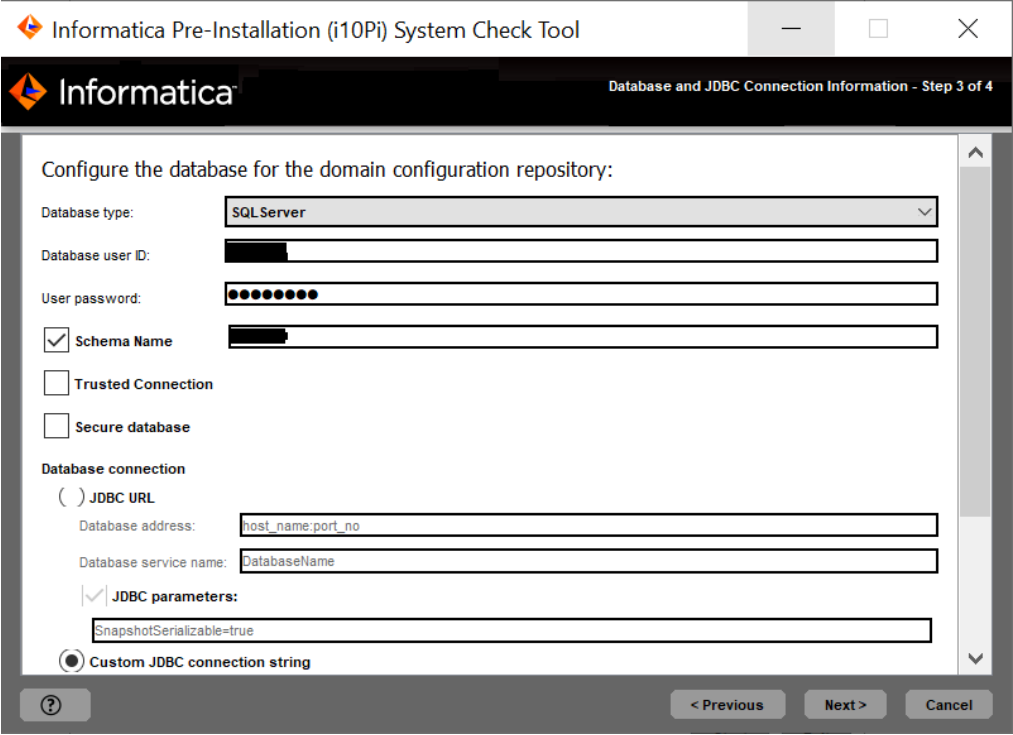 Informatica Pre-Installation (i10Pi) System Check Tool
Informatica
Database and JDBC Connection Information - Step 3 of 4
Configure the database for the domain configuration repository:
Database type: SQLServer
Database user ID:
User password: ●●●●●●●●
Schema Name
Trusted Connection
Secure database
Database connection
JDBC URL
Database address: host_name:port_no
Database service name: DatabaseName
JDBC parameters:
SnapshotSerializable=true
Custom JDBC connection string
? < Previous Next > Cancel